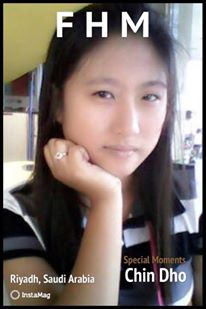 FHM
Special Moments
Riyadh, Saudi Arabia
Chin Dho
InstaMag